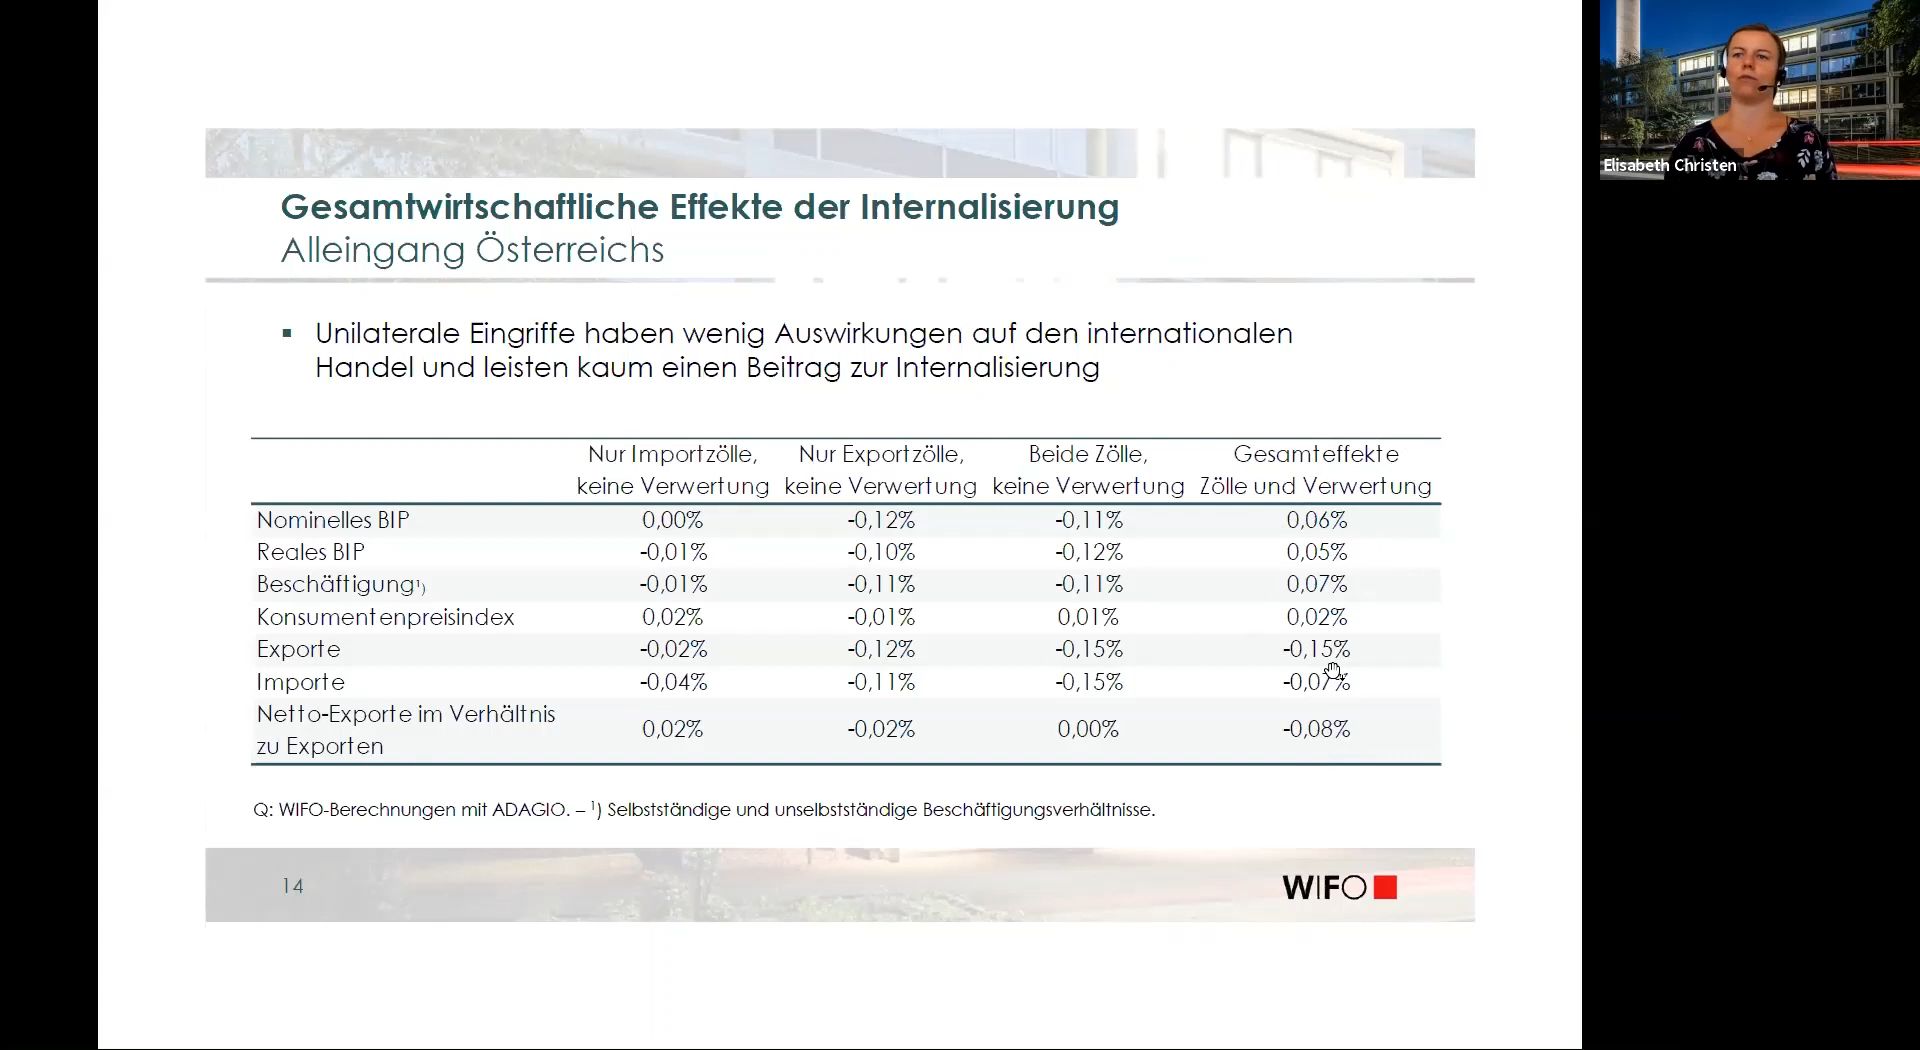 Elisabeth Christen
Gesamtwirtschaftliche Effekte der Internalisierung
Alleingang Österreichs
▪ Unilaterale Eingriffe haben wenig Auswirkungen auf den internationalen
Handel und leisten kaum einen Beitrag zur Internalisierung
Nur Importzölle, Nur Exportzölle, Beide Zölle, Gesamteffekte
keine Verwertung keine Verwertung keine Verwertung Zölle und Verwertung
Nominelles BIP 0,00% -0,12% -0,11% 0,06%
Reales BIP -0,01% -0,10% -0,12% 0,05%
Beschäftigung¹) -0,01% -0,11% -0,11% 0,07%
Konsumentenpreisindex 0,02% -0,01% 0,01% 0,02%
Exporte -0,02% -0,12% -0,15% -0,15%
Importe -0,04% -0,11% -0,15% -0,07%
Netto-Exporte im Verhältnis
zu Exporten 0,02% -0,02% 0,00% -0,08%
Q: WIFO-Berechnungen mit ADAGIO. – ¹) Selbstständige und unselbstständige Beschäftigungsverhältnisse.
14
WIFO